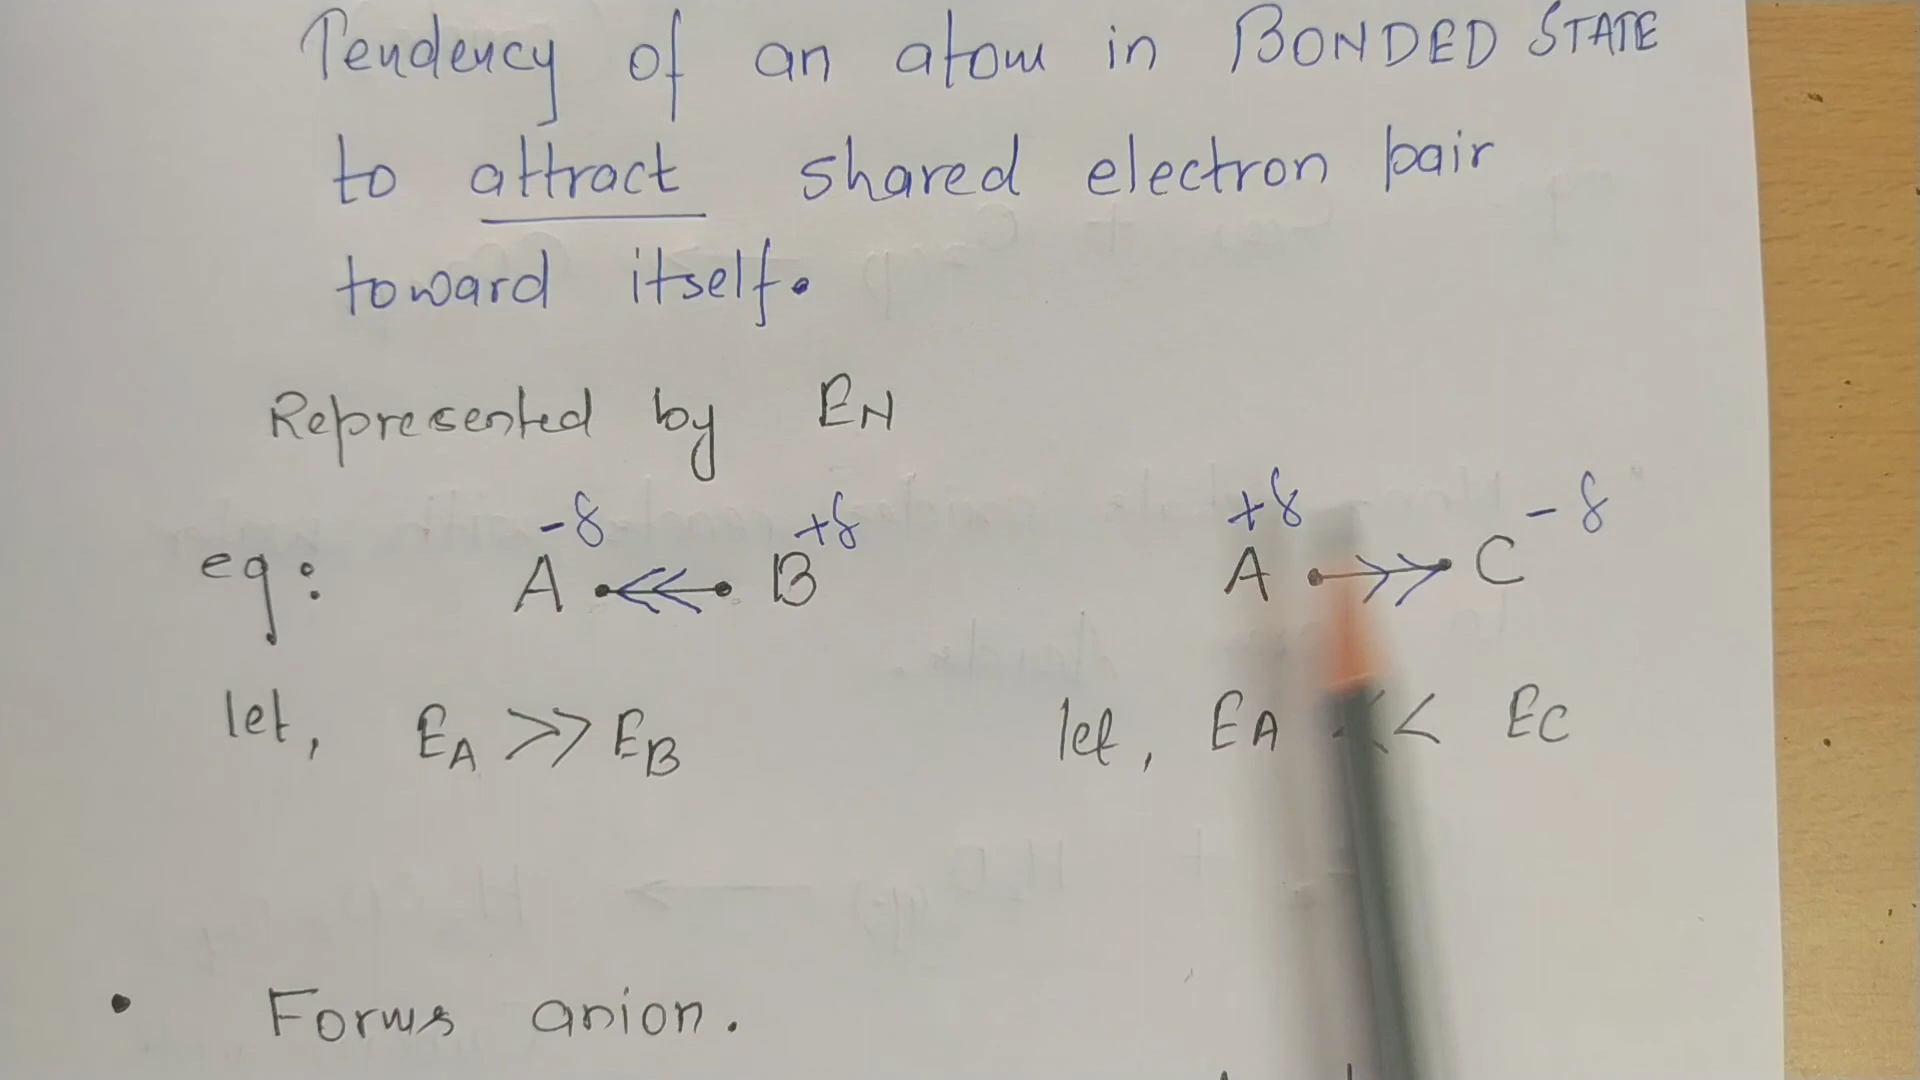 Tendency of an atom in BONDED STATE
to attract shared electron pair
toward itself.
Represented by EN
-δ +δ +δ -δ
eg: A B A C
let, EA >> EB let, EA << EC
• Forms anion.